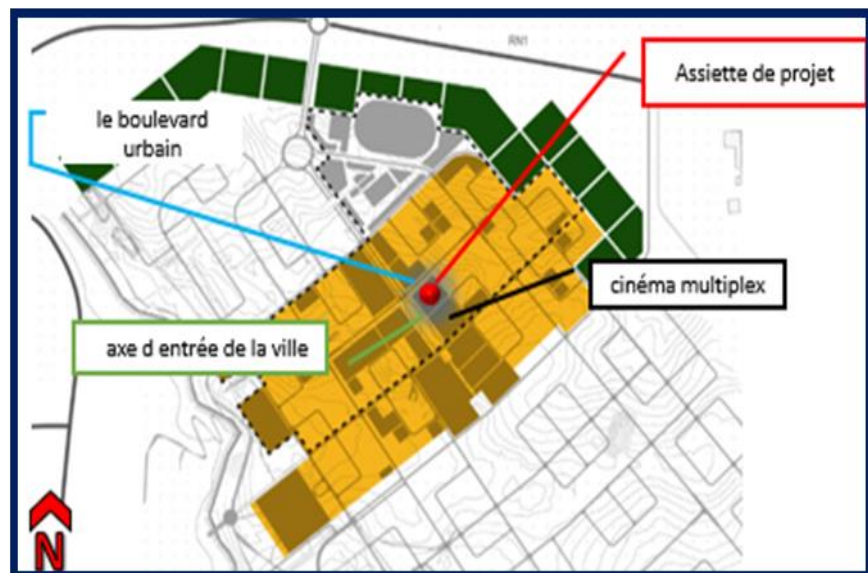 RN1
Assiette de projet
le boulevard
urbain
cinéma multiplex
axe d entrée de la ville
N